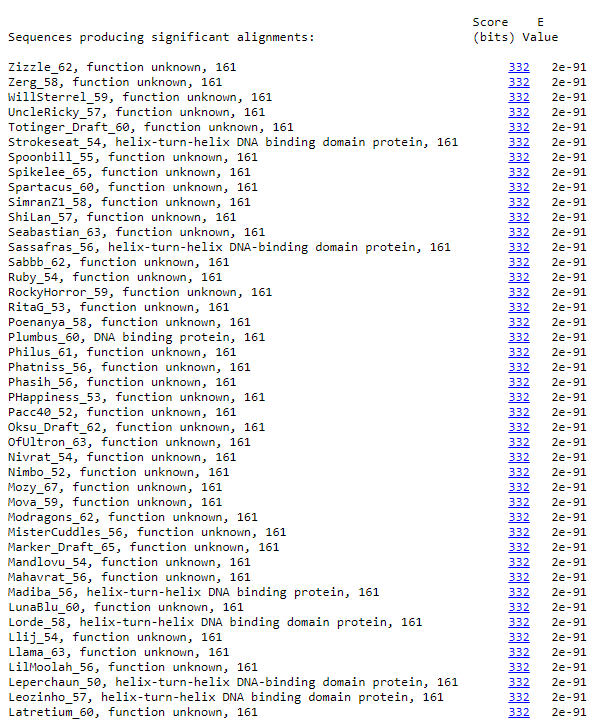 Score E
Sequences producing significant alignments: (bits) Value
Zizzle_62, function unknown, 161 332 2e-91
Zerg_58, function unknown, 161 332 2e-91
WillSterrel_59, function unknown, 161 332 2e-91
UncleRicky_57, function unknown, 161 332 2e-91
Totinger_Draft_60, function unknown, 161 332 2e-91
Strokeseat_54, helix-turn-helix DNA binding domain protein, 161 332 2e-91
Spoonbill_55, function unknown, 161 332 2e-91
Spikelee_65, function unknown, 161 332 2e-91
Spartacus_60, function unknown, 161 332 2e-91
SimranZ1_58, function unknown, 161 332 2e-91
ShiLan_57, function unknown, 161 332 2e-91
Seabastian_63, function unknown, 161 332 2e-91
Sassafras_56, helix-turn-helix DNA-binding domain protein, 161 332 2e-91
Sabbb_62, function unknown, 161 332 2e-91
Ruby_54, function unknown, 161 332 2e-91
RockyHorror_59, function unknown, 161 332 2e-91
RitaG_53, function unknown, 161 332 2e-91
Poenanya_58, function unknown, 161 332 2e-91
Plumbus_60, DNA binding protein, 161 332 2e-91
Philus_61, function unknown, 161 332 2e-91
Phatniss_56, function unknown, 161 332 2e-91
Phasih_56, function unknown, 161 332 2e-91
PHappiness_53, function unknown, 161 332 2e-91
Pacc40_52, function unknown, 161 332 2e-91
Oksu_Draft_62, function unknown, 161 332 2e-91
OfUltron_63, function unknown, 161 332 2e-91
Nivrat_54, function unknown, 161 332 2e-91
Nimbo_52, function unknown, 161 332 2e-91
Mozy_67, function unknown, 161 332 2e-91
Mova_59, function unknown, 161 332 2e-91
Modragons_62, function unknown, 161 332 2e-91
MisterCuddles_56, function unknown, 161 332 2e-91
Marker_Draft_65, function unknown, 161 332 2e-91
Mandlovu_54, function unknown, 161 332 2e-91
Mahavrat_56, function unknown, 161 332 2e-91
Madiba_56, helix-turn-helix DNA binding protein, 161 332 2e-91
LunaBlu_60, function unknown, 161 332 2e-91
Lorde_58, helix-turn-helix DNA binding domain protein, 161 332 2e-91
Llij_54, function unknown, 161 332 2e-91
Llama_63, function unknown, 161 332 2e-91
LilMoolah_56, function unknown, 161 332 2e-91
Leperchaun_50, helix-turn-helix DNA-binding domain protein, 161 332 2e-91
Leozinho_57, helix-turn-helix DNA binding domain protein, 161 332 2e-91
Latretium_60, function unknown, 161 332 2e-91